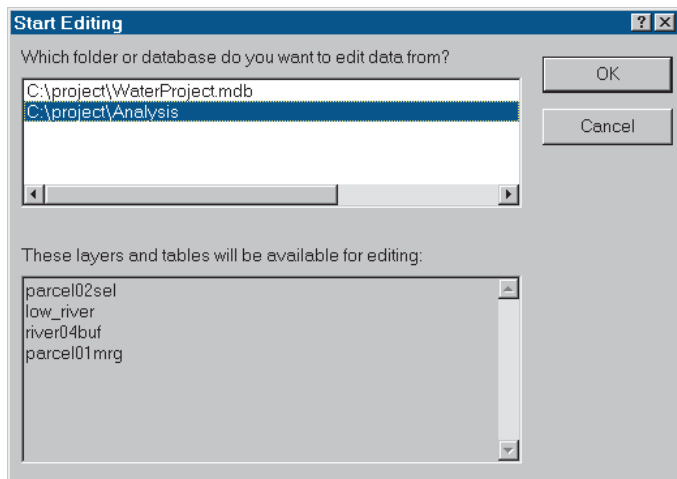 Start Editing
Which folder or database do you want to edit data from?
C:\project\WaterProject.mdb
C:\project\Analysis
OK
Cancel
These layers and tables will be available for editing:
parcel02sel
low_river
river04buf
parcel01mrg